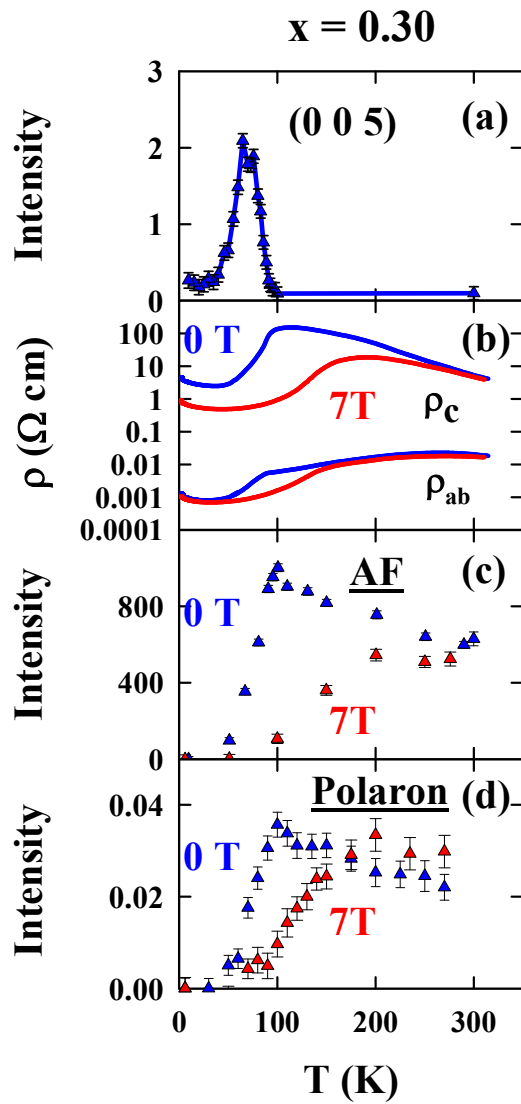 x = 0.30
3
2
1
0
Intensity
(0 0 5)
(a)
100
10
1
0.1
0.01
0.001
0.0001
ρ (Ω cm)
0 T
7T
(b)
ρc
ρab
800
400
0
Intensity
0 T
AF
7T
(c)
0.04
0.02
0.00
Intensity
Polaron
(d)
0 T
7T
0 100 200 300
T (K)